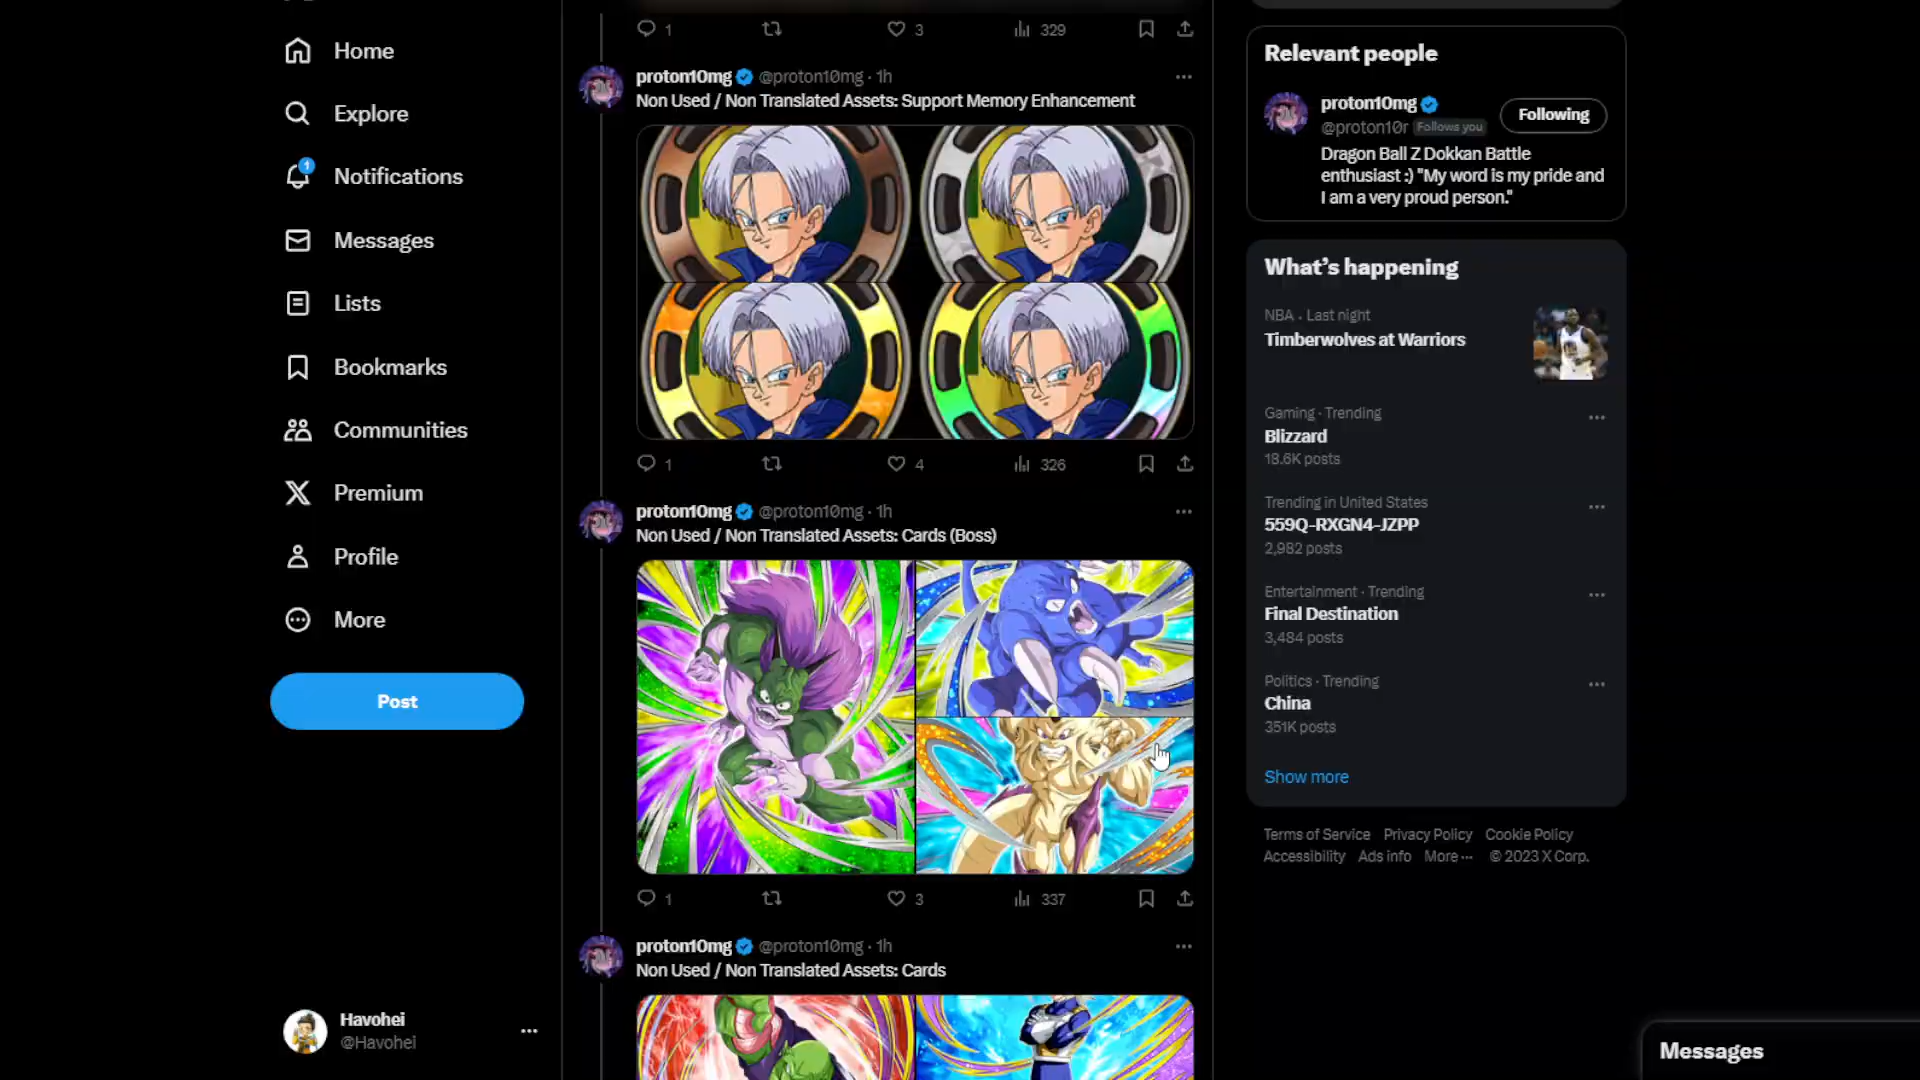 Home
Explore
1
Notifications
Messages
Lists
Bookmarks
Communities
Premium
Profile
More
Post
Havohei
@Havohei
1
3
329
proton10mg @proton10mg · 1h
Non Used / Non Translated Assets: Support Memory Enhancement
1
4
326
proton10mg @proton10mg · 1h
Non Used / Non Translated Assets: Cards (Boss)
1
3
337
proton10mg @proton10mg · 1h
Non Used / Non Translated Assets: Cards
Relevant people
proton10mg
Following
@proton10r Follows you
Dragon Ball Z Dokkan Battle
enthusiast :) "My word is my pride and
I am a very proud person."
What's happening
NBA · Last night
Timberwolves at Warriors
Gaming · Trending
Blizzard
18.6K posts
Trending in United States
559Q-RXGN4-JZPP
2,982 posts
Entertainment · Trending
Final Destination
3,484 posts
Politics · Trending
China
351K posts
Show more
Terms of Service Privacy Policy Cookie Policy
Accessibility Ads info More ··· © 2023 X Corp.
Messages